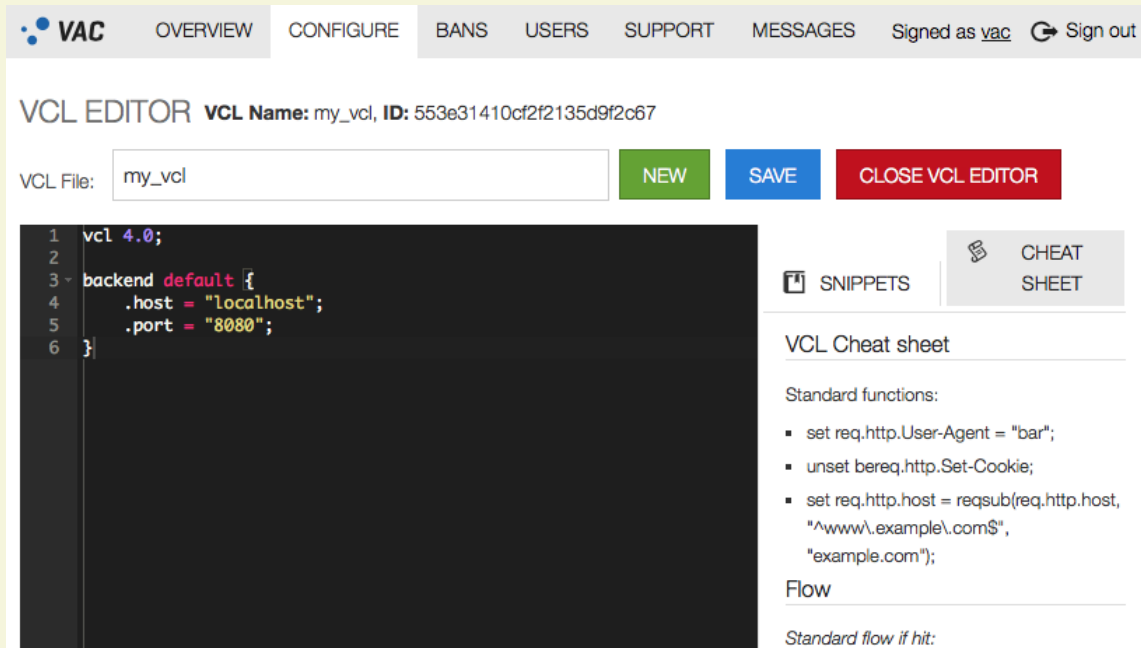 VAC OVERVIEW CONFIGURE BANS USERS SUPPORT MESSAGES Signed as vac Sign out
VCL EDITOR VCL Name: my_vcl, ID: 553e31410cf2f2135d9f2c67
VCL File: my_vcl NEW SAVE CLOSE VCL EDITOR
1 vcl 4.0;
2
3 backend default {
4 .host = "localhost";
5 .port = "8080";
6 }
SNIPPETS
CHEAT
SHEET
VCL Cheat sheet
Standard functions:
▪ set req.http.User-Agent = "bar";
▪ unset bereq.http.Set-Cookie;
▪ set req.http.host = reqsub(req.http.host,
"^www\.example\.com$",
"example.com");
Flow
Standard flow if hit: